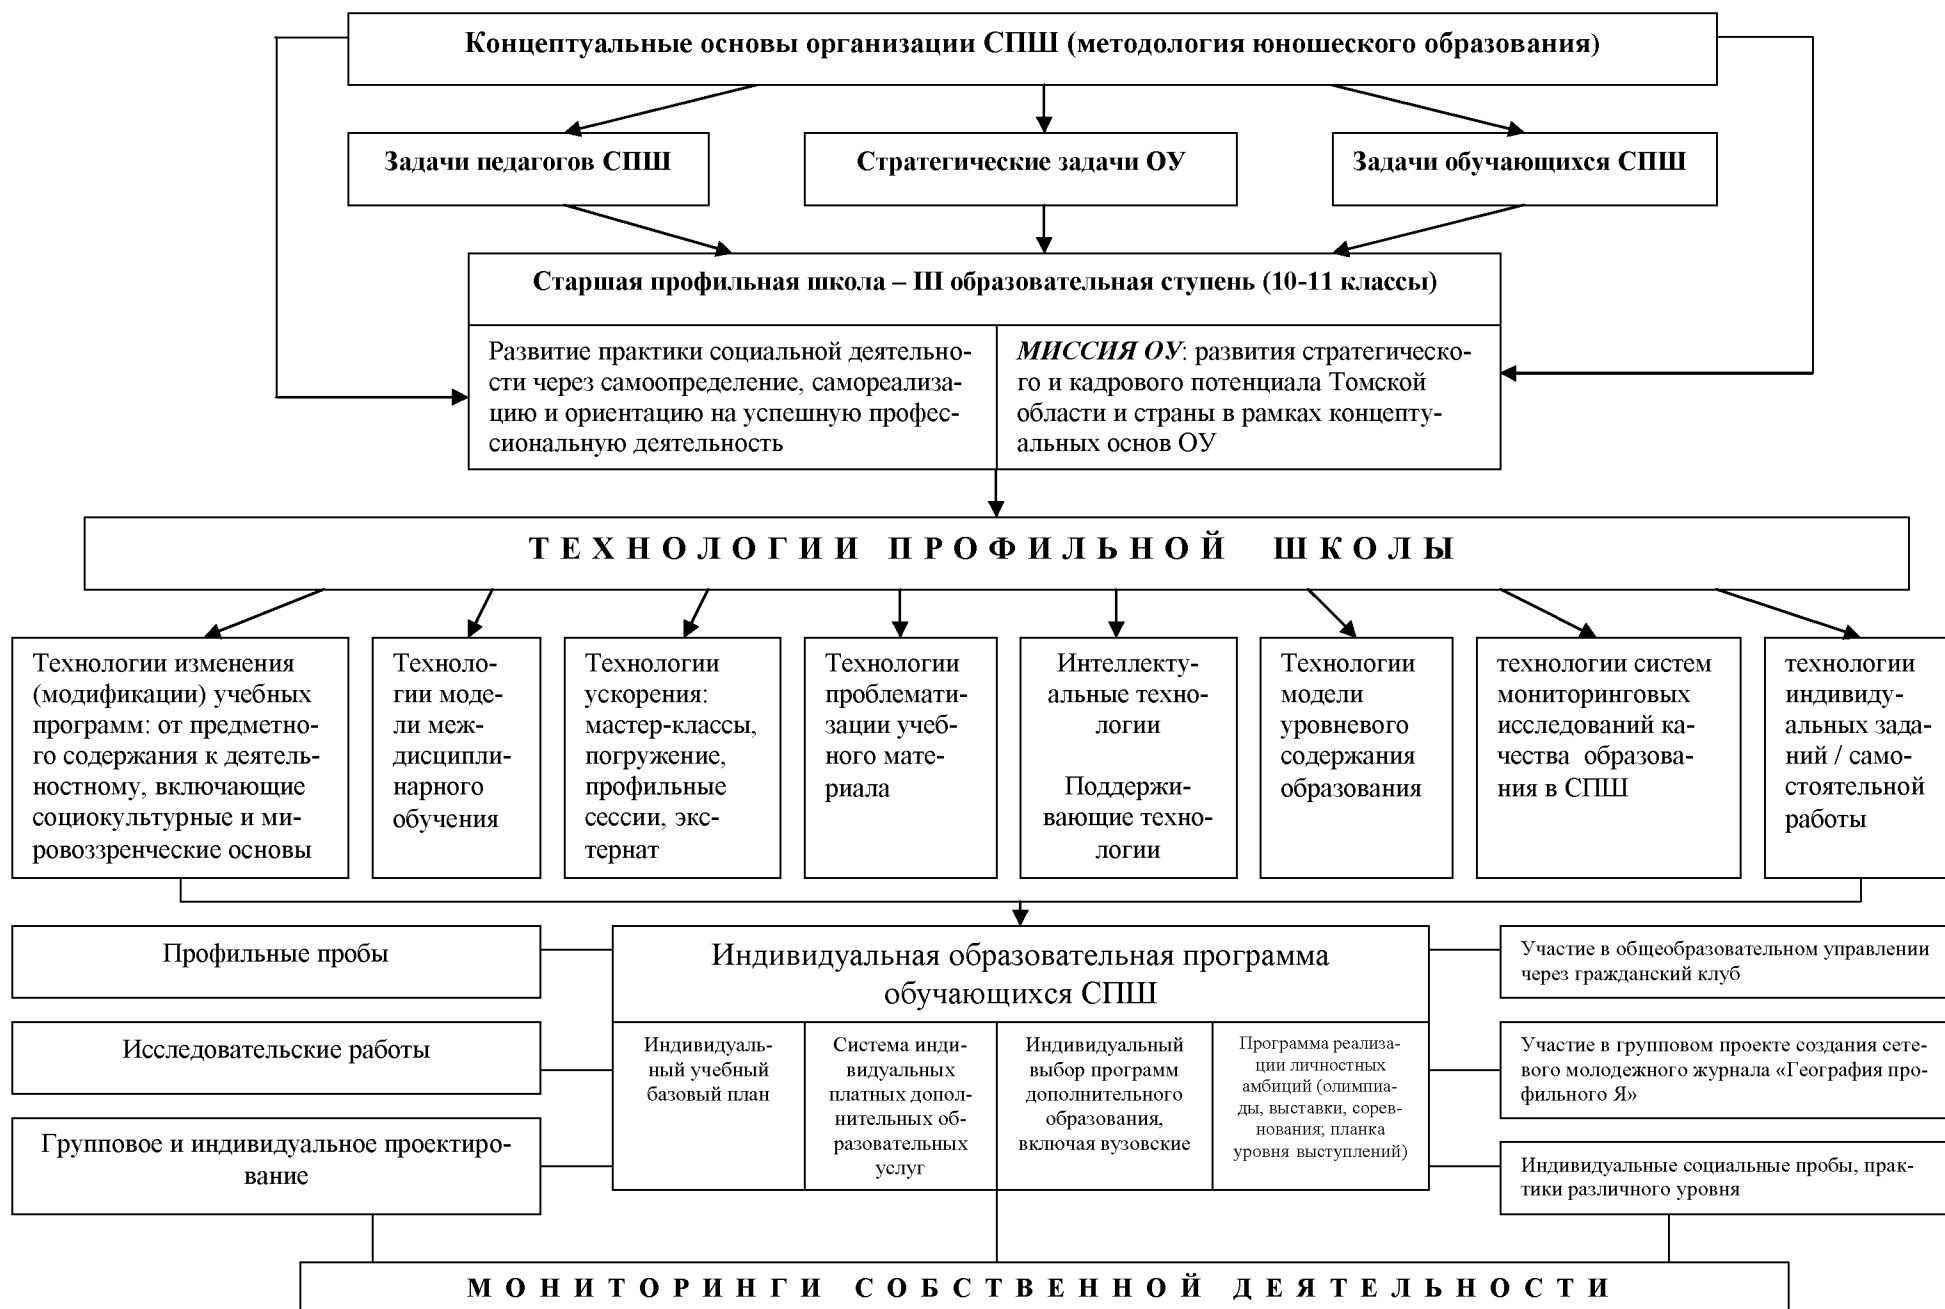 Концептуальные основы организации СПШ (методология юношеского образования)
Задачи педагогов СПШ
Стратегические задачи ОУ
Задачи обучающихся СПШ
Старшая профильная школа – III образовательная ступень (10-11 классы)
Развитие практики социальной деятельно-
сти через самоопределение, самореализа-
цию и ориентацию на успешную профес-
сиональную деятельность
МИССИЯ ОУ: развития стратегическо-
го и кадрового потенциала Томской
области и страны в рамках концепту-
альных основ ОУ
ТЕХНОЛОГИИ ПРОФИЛЬНОЙ ШКОЛЫ
Технологии изменения
(модификации) учебных
программ: от предметно-
го содержания к деятель-
ностному, включающие
социокультурные и ми-
ровоззренческие основы
Техноло-
гии моде-
ли меж-
дисципли-
нарного
обучения
Технологии
ускорения:
мастер-классы,
погружение,
профильные
сессии, экс-
тернат
Технологии
проблемати-
зации учеб-
ного мате-
риала
Интеллекту-
альные техно-
логии
Поддержи-
вающие техно-
логии
Технологии
модели
уровневого
содержания
образования
технологии систем
мониторинговых
исследований ка-
чества образова-
ния в СПШ
технологии
индивиду-
альных зада-
ний / само-
стоятельной
работы
Профильные пробы
Исследовательские работы
Групповое и индивидуальное проектиро-
вание
Индивидуальная образовательная программа
обучающихся СПШ
Индивидуаль-
ный учебный
базовый план
Система инди-
видуальных
платных допол-
нительных об-
разовательных
услуг
Индивидуальный
выбор программ
дополнительного
образования,
включая вузовские
Программа реализа-
ции личностных
амбиций (олимпиа-
ды, выставки, сорев-
нования; планка
уровня выступлений)
Участие в общеобразовательном управлении
через гражданский клуб
Участие в групповом проекте создания сете-
вого молодежного журнала «География про-
фильного Я»
Индивидуальные социальные пробы, прак-
тики различного уровня
МОНИТОРИНГИ СОБСТВЕННОЙ ДЕЯТЕЛЬНОСТИ